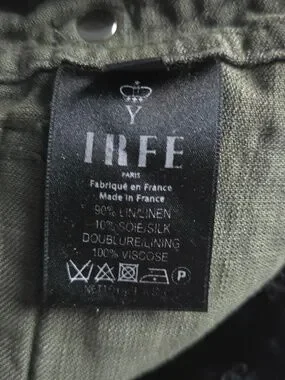 Y
IRFE
PARIS
Fabriqué en France
Made in France
90% LIN/LINEN
10% SOIE/SILK
DOUBLURE/LINING
100% VISCOSE
P